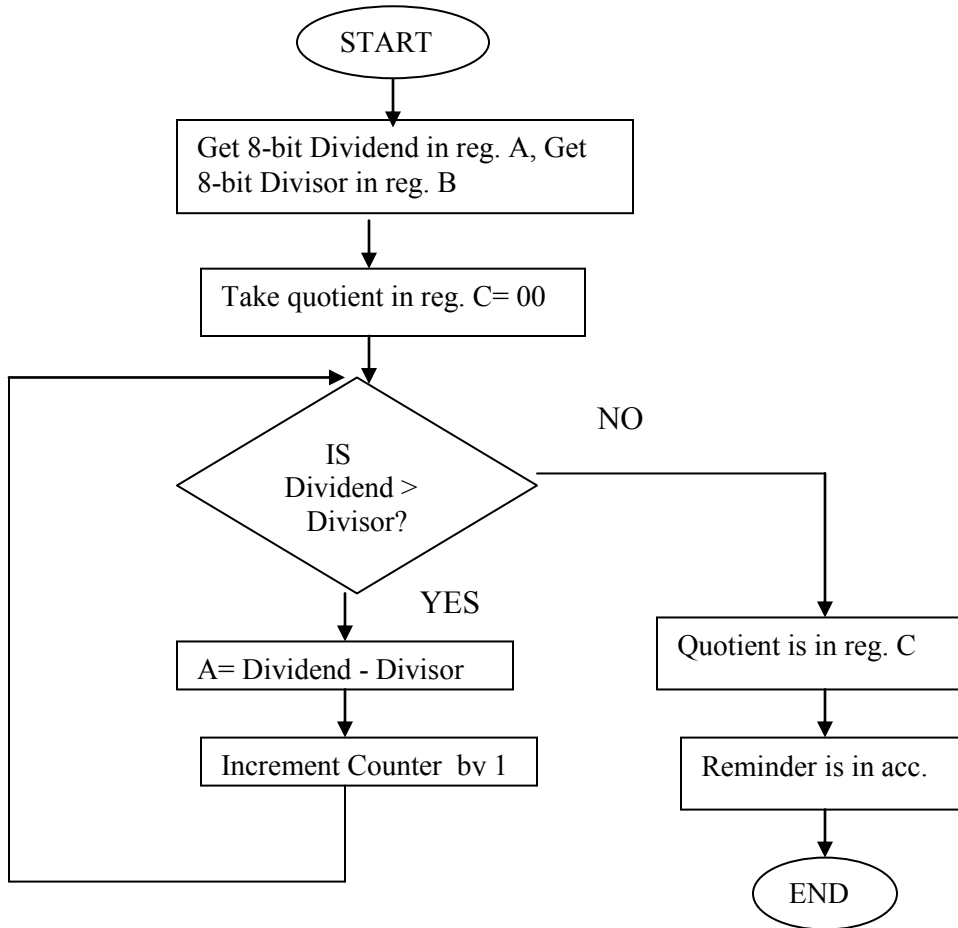 START
Get 8-bit Dividend in reg. A, Get
8-bit Divisor in reg. B
Take quotient in reg. C= 00
NO
IS
Dividend >
Divisor?
YES
A= Dividend - Divisor
Quotient is in reg. C
Increment Counter bv 1
Reminder is in acc.
END